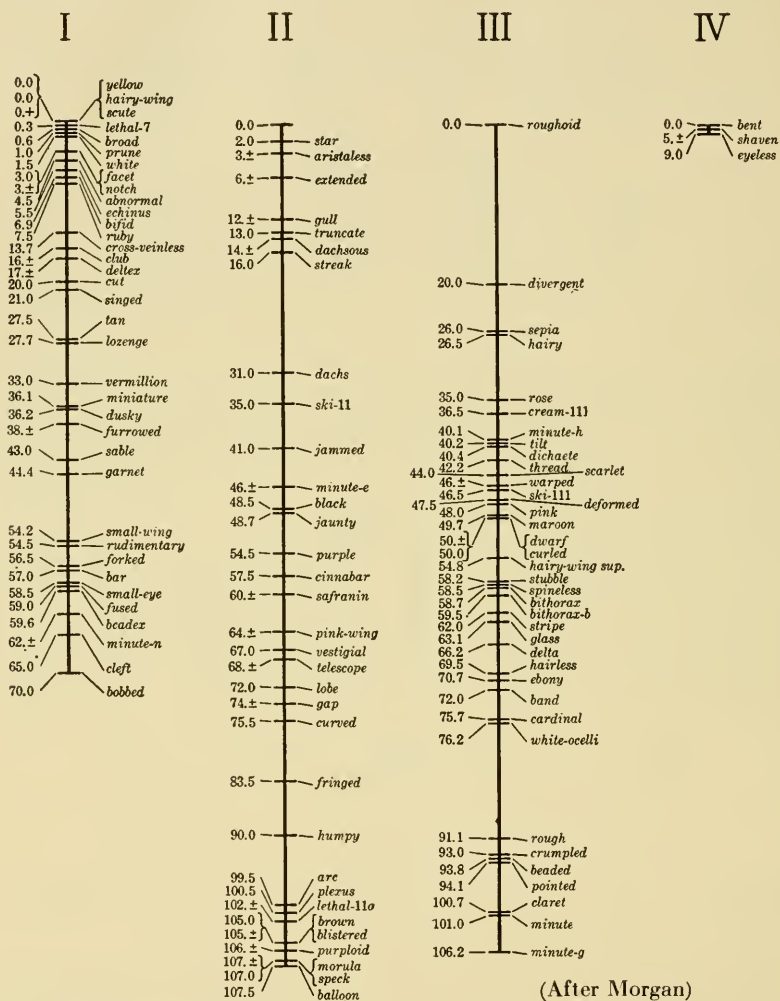 I
0.0 yellow
0.0 hairy-wing
0.+ scute
0.3 lethal-7
0.6 broad
1.0 prune
1.5 white
3.0 facet
3.± notch
4.5 abnormal
5.5 echinus
6.9 bifid
7.5 ruby
13.7 cross-veinless
16.± club
17.± deltex
20.0 cut
21.0 singed
27.5 tan
27.7 lozenge
33.0 vermillion
36.1 miniature
36.2 dusky
38.± furrowed
43.0 sable
44.4 garnet
54.2 small-wing
54.5 rudimentary
56.5 forked
57.0 bar
58.5 small-eye
59.0 fused
59.6 beadex
62.± minute-n
65.0 cleft
70.0 bobbed
II
0.0
2.0 star
3.± aristaless
6.± extended
12.± gull
13.0 truncate
14.± dachsous
16.0 streak
31.0 dachs
35.0 ski-11
41.0 jammed
46.± minute-e
48.5 black
48.7 jaunty
54.5 purple
57.5 cinnabar
60.± safranin
64.± pink-wing
67.0 vestigial
68.± telescope
72.0 lobe
74.± gap
75.5 curved
83.5 fringed
90.0 humpy
99.5 arc
100.5 plexus
102.± lethal-11a
105.0 brown
105.± blistered
106.± purploid
107.± morula
107.0 speck
107.5 balloon
III
0.0 roughoid
20.0 divergent
26.0 sepia
26.5 hairy
35.0 rose
36.5 cream-111
40.1 minute-h
40.2 tilt
40.4 dichaete
42.2 thread
44.0 scarlet
46.± warped
46.5 ski-111
47.5 deformed
48.0 pink
49.7 maroon
50.± dwarf
50.0 curled
54.8 hairy-wing sup.
58.2 stubble
58.5 spineless
58.7 bithorax
59.5 bithorax-b
62.0 stripe
63.1 glass
66.2 delta
69.5 hairless
70.7 ebony
72.0 band
75.7 cardinal
76.2 white-ocelli
91.1 rough
93.0 crumpled
93.8 beaded
94.1 pointed
100.7 claret
101.0 minute
106.2 minute-g
IV
0.0 bent
5.± shaven
9.0 eyeless
(After Morgan)